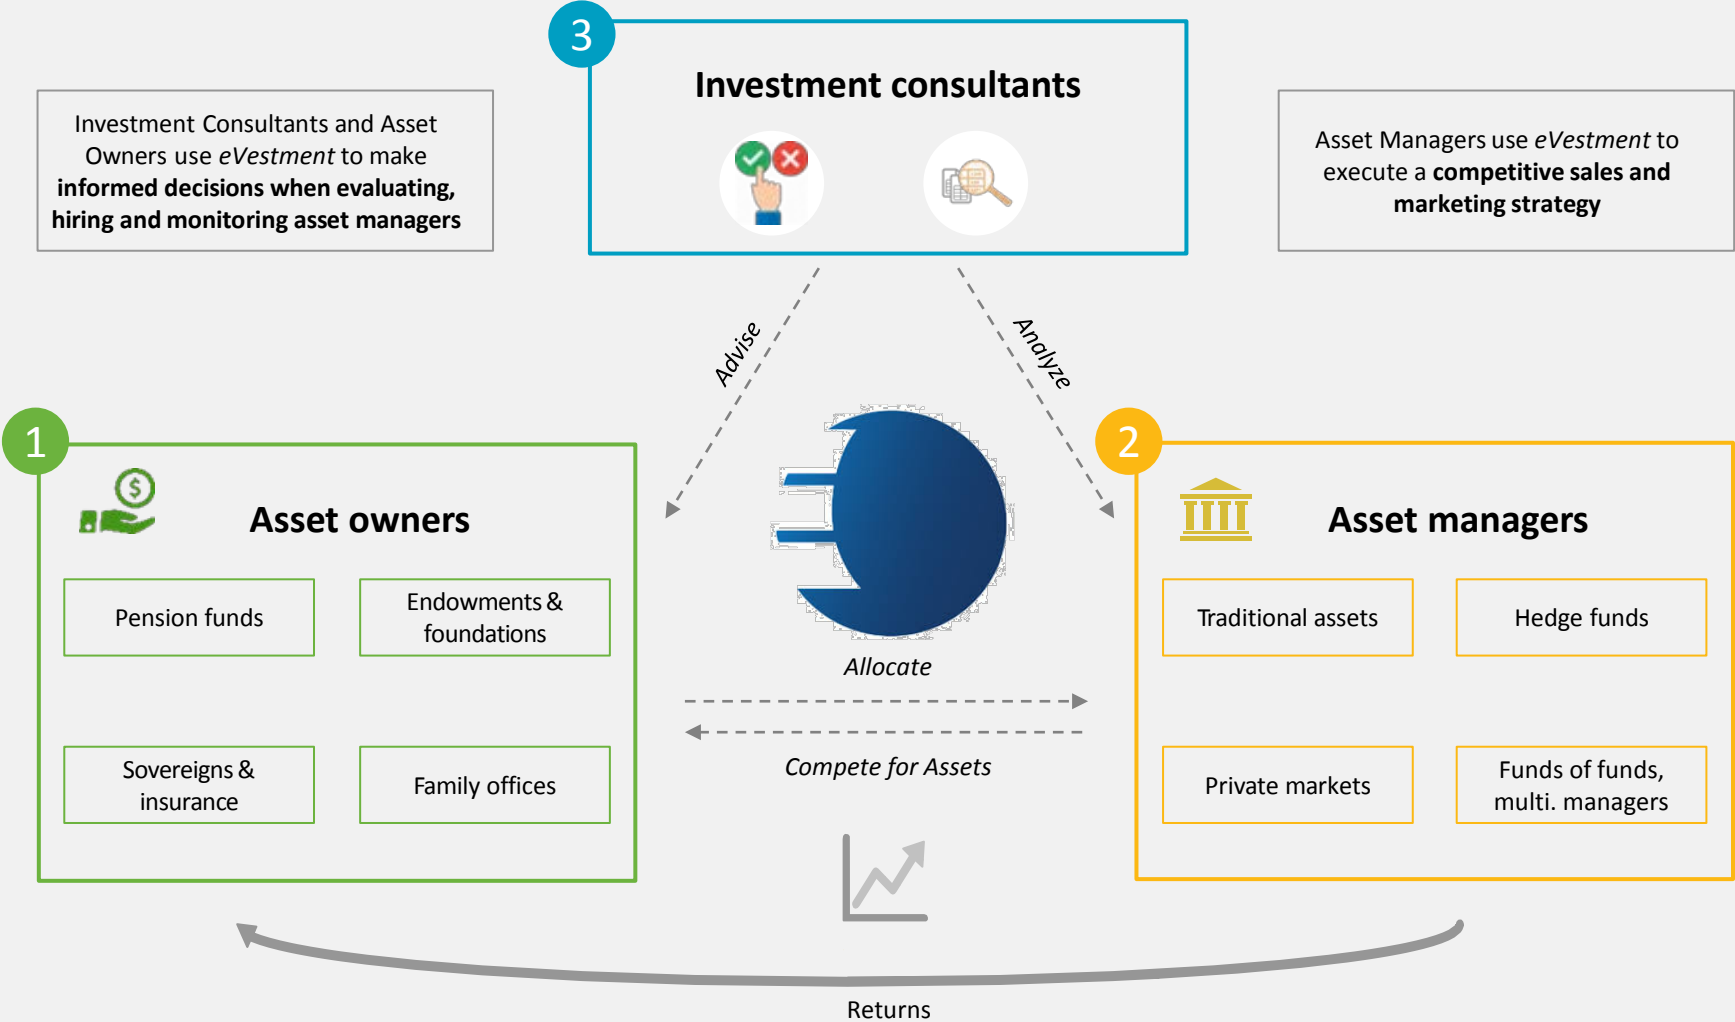 3
Investment consultants
Investment Consultants and Asset
Owners use eVestment to make
informed decisions when evaluating,
hiring and monitoring asset managers
Asset Managers use eVestment to
execute a competitive sales and
marketing strategy
Advise
Analyze
1
Asset owners
Pension funds
Endowments &
foundations
Sovereigns &
insurance
Family offices
Allocate
Compete for Assets
2
Asset managers
Traditional assets
Hedge funds
Private markets
Funds of funds,
multi. managers
Returns